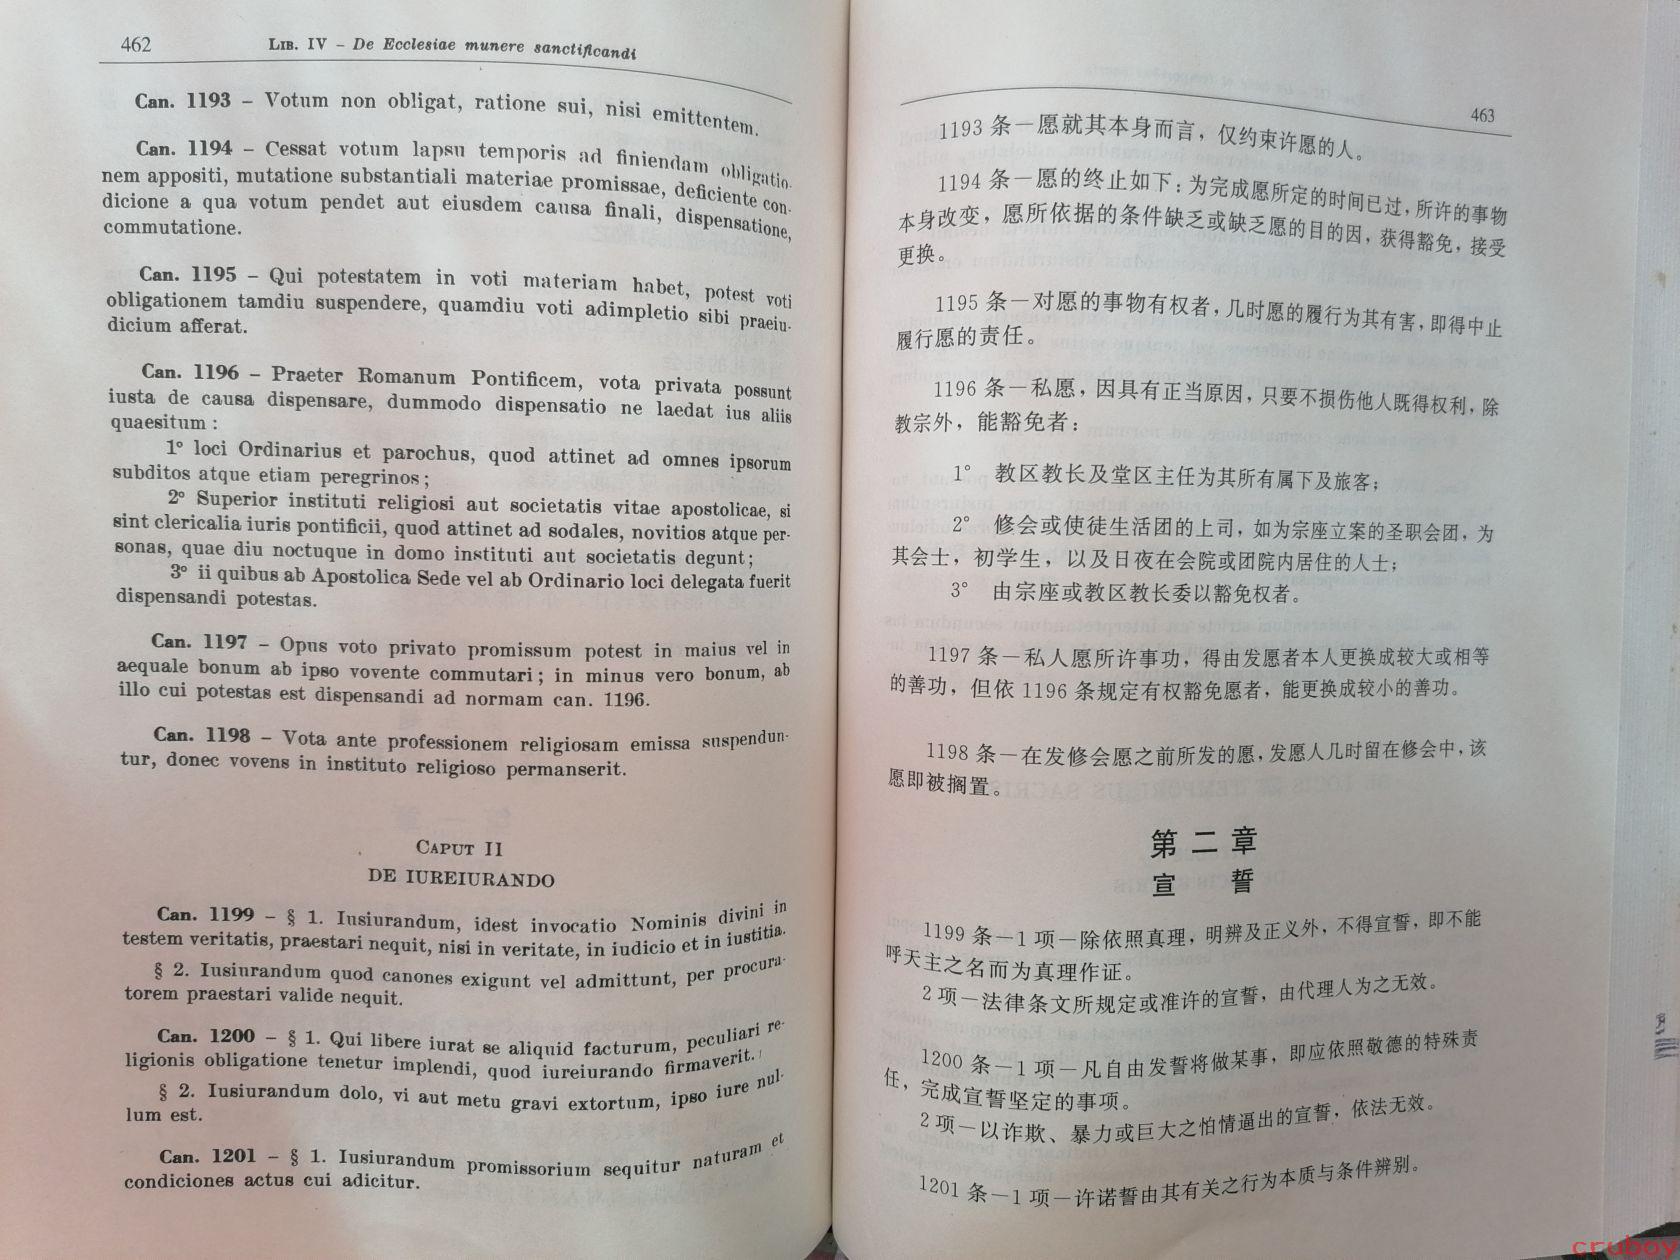 462 LIB. IV – De Ecclesiae munere sanctificandi
Can. 1193 – Votum non obligat, ratione sui, nisi emittentem.
Can. 1194 – Cessat votum lapsu temporis ad finiendam obligatio-
nem appositi, mutatione substantiali materiae promissae, deficiente con-
dicione a qua votum pendet aut eiusdem causa finali, dispensatione,
commutatione.
Can. 1195 – Qui potestatem in voti materiam habet, potest voti
obligationem tamdiu suspendere, quamdiu voti adimpletio sibi praeiu-
dicium afferat.
Can. 1196 – Praeter Romanum Pontificem, vota privata possunt
iusta de causa dispensare, dummodo dispensatio ne laedat ius aliis
quaesitum :
1° loci Ordinarius et parochus, quod attinet ad omnes ipsorum
subditos atque etiam peregrinos ;
2° Superior instituti religiosi aut societatis vitae apostolicae, si
sint clericalia iuris pontificii, quod attinet ad sodales, novitios atque per-
sonas, quae diu noctuque in domo instituti aut societatis degunt ;
3° ii quibus ab Apostolica Sede vel ab Ordinario loci delegata fuerit
dispensandi potestas.
Can. 1197 – Opus voto privato promissum potest in maius vel in
aequale bonum ab ipso vovente commutari ; in minus vero bonum, ab
illo cui potestas est dispensandi ad normam can. 1196.
Can. 1198 – Vota ante professionem religiosam emissa suspendun-
tur, donec vovens in instituto religioso permanserit.
CAPUT II
DE IUREIURANDO
Can. 1199 – § 1. Iusiurandum, idest invocatio Nominis divini in
testem veritatis, praestari nequit, nisi in veritate, in iudicio et in iustitia.
§ 2. Iusiurandum quod canones exigunt vel admittunt, per procura-
torem praestari valide nequit.
Can. 1200 – § 1. Qui libere iurat se aliquid facturum, peculiari re-
ligionis obligatione tenetur implendi, quod iureiurando firmaverit.
§ 2. Iusiurandum dolo, vi aut metu gravi extortum, ipso iure nul-
lum est.
Can. 1201 – § 1. Iusiurandum promissorium sequitur naturam et
condiciones actus cui adicitur.
463
1193 条—愿就其本身而言，仅约束许愿的人。
1194 条—愿的终止如下：为完成愿所定的时间已过，所许的事物
本身改变，愿所依据的条件缺乏或缺乏愿的目的因，获得豁免，接受
更换。
1195 条—对愿的事物有权者，几时愿的履行为其有害，即得中止
履行愿的责任。
1196 条—私愿，因具有正当原因，只要不损伤他人既得权利，除
教宗外，能豁免者：
1° 教区教长及堂区主任为其所有属下及旅客；
2° 修会或使徒生活团的上司，如为宗座立案的圣职会团，为
其会士，初学生，以及日夜在会院或团院内居住的人士；
3° 由宗座或教区教长委以豁免权者。
1197 条—私人愿所许事功，得由发愿者本人更换成较大或相等
的善功，但依 1196 条规定有权豁免愿者，能更换成较小的善功。
1198 条—在发修会愿之前所发的愿，发愿人几时留在修会中，该
愿即被搁置。
第 二 章
宣 誓
1199 条—1 项—除依照真理，明辨及正义外，不得宣誓，即不能
呼天主之名而为真理作证。
2 项—法律条文所规定或准许的宣誓，由代理人为之无效。
1200 条—1 项—凡自由发誓将做某事，即应依照敬德的特殊责
任，完成宣誓坚定的事项。
2 项—以诈欺、暴力或巨大之怕情逼出的宣誓，依法无效。
1201 条—1 项—许诺誓由其有关之行为本质与条件辨别。
cruboy